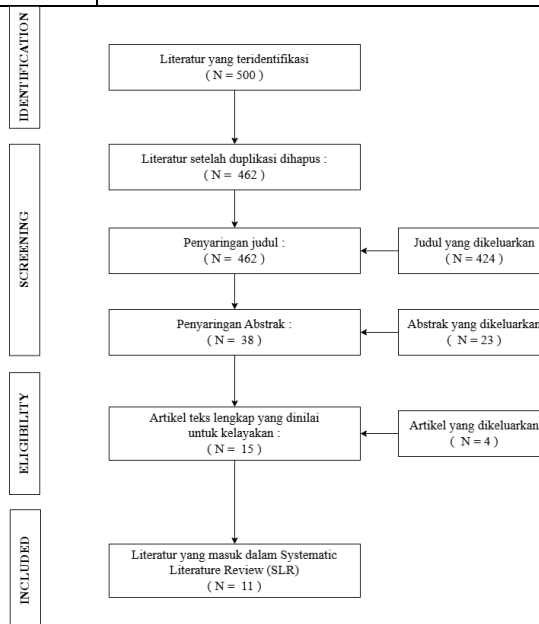 IDENTIFICATION
Literatur yang teridentifikasi
( N = 500 )
SCREENING
Literatur setelah duplikasi dihapus :
( N = 462 )
Penyaringan judul :
( N = 462 )
Judul yang dikeluarkan
( N = 424 )
Penyaringan Abstrak :
( N = 38 )
Abstrak yang dikeluarkan
( N = 23 )
ELIGIBILITY
Artikel teks lengkap yang dinilai
untuk kelayakan :
( N = 15 )
Artikel yang dikeluarkan
( N = 4 )
INCLUDED
Literatur yang masuk dalam Systematic
Literature Review (SLR)
( N = 11 )